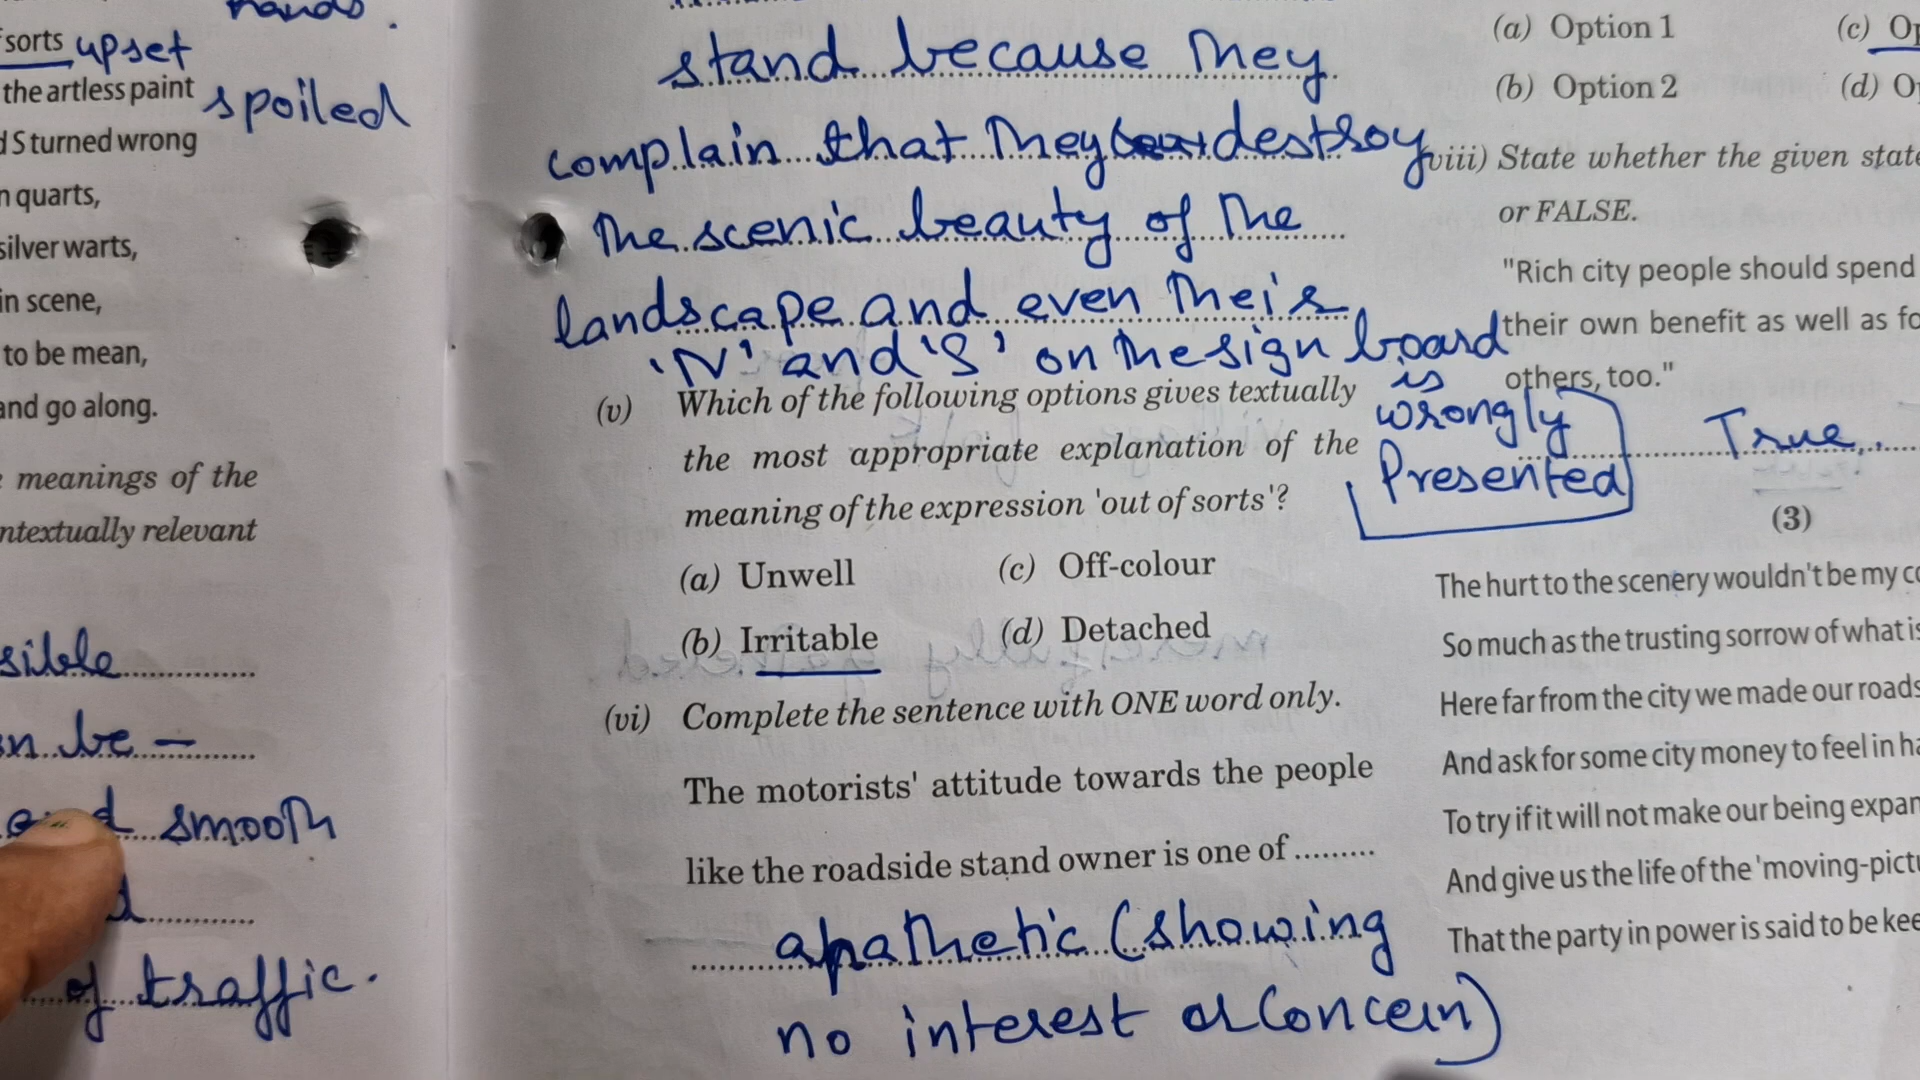 hands.
sorts upset
the artless paint
spoiled
S turned wrong
n quarts,
silver warts,
in scene,
to be mean,
and go along.
meanings of the
ntextually relevant
sible
be –
smooth
of traffic.
stand because they
complain that they destroy
the scenic beauty of the
landscape and even their
'N' and 'S' on the sign board
is
wrongly
Presented
(v) Which of the following options gives textually
the most appropriate explanation of the
meaning of the expression 'out of sorts'?
(a) Unwell (c) Off-colour
(b) Irritable (d) Detached
(vi) Complete the sentence with ONE word only.
The motorists' attitude towards the people
like the roadside stand owner is one of .........
apathetic (showing
no interest or concern)
(a) Option 1 (c) Op
(b) Option 2 (d) Op
viii) State whether the given state
or FALSE.
"Rich city people should spend
their own benefit as well as fo
others, too."
True
(3)
The hurt to the scenery wouldn't be my co
So much as the trusting sorrow of what is
Here far from the city we made our roads
And ask for some city money to feel in ha
To try if it will not make our being expan
And give us the life of the 'moving-pictu
That the party in power is said to be kee